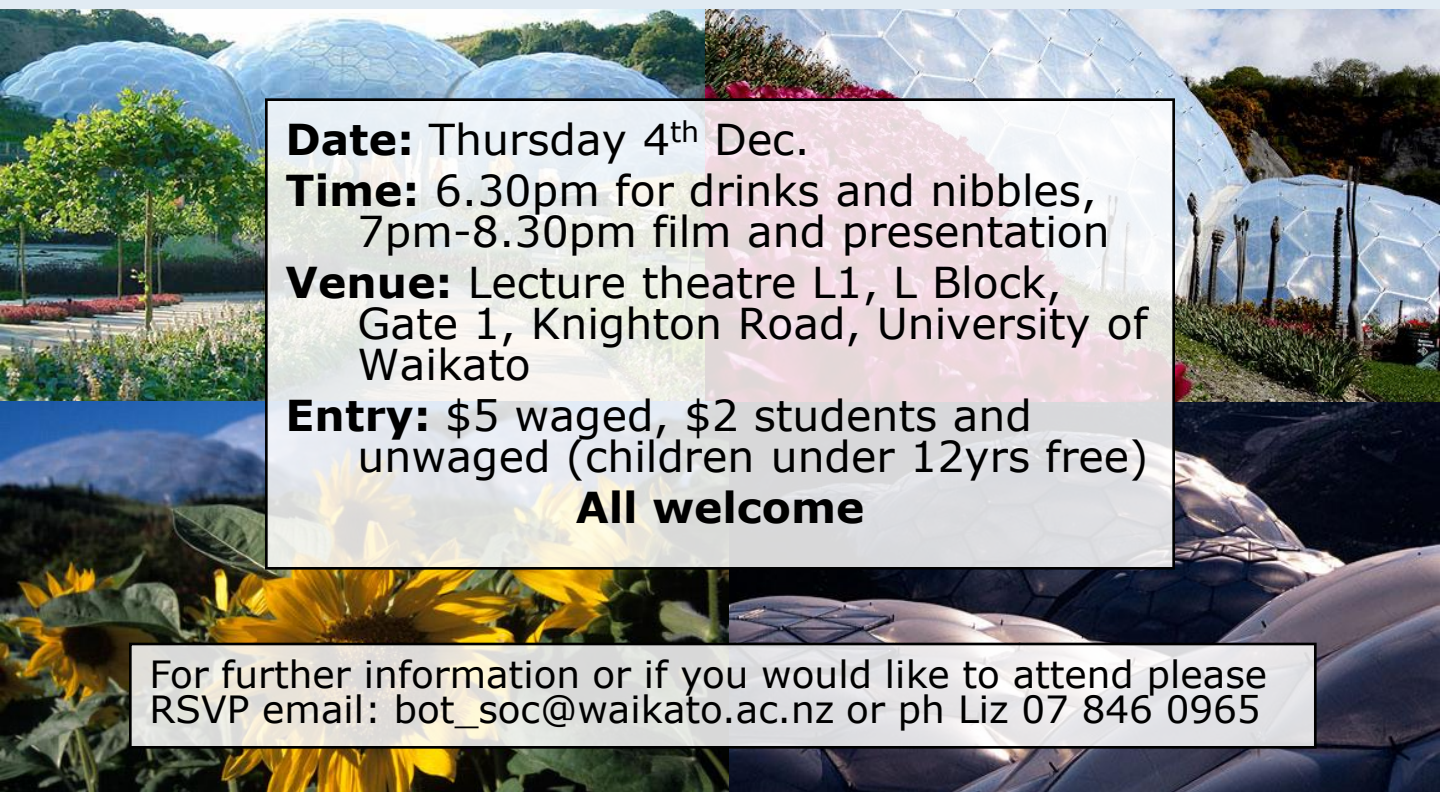 Date: Thursday 4th Dec.
Time: 6.30pm for drinks and nibbles,
7pm-8.30pm film and presentation
Venue: Lecture theatre L1, L Block,
Gate 1, Knighton Road, University of
Waikato
Entry: $5 waged, $2 students and
unwaged (children under 12yrs free)
All welcome
For further information or if you would like to attend please
RSVP email: bot_soc@waikato.ac.nz or ph Liz 07 846 0965